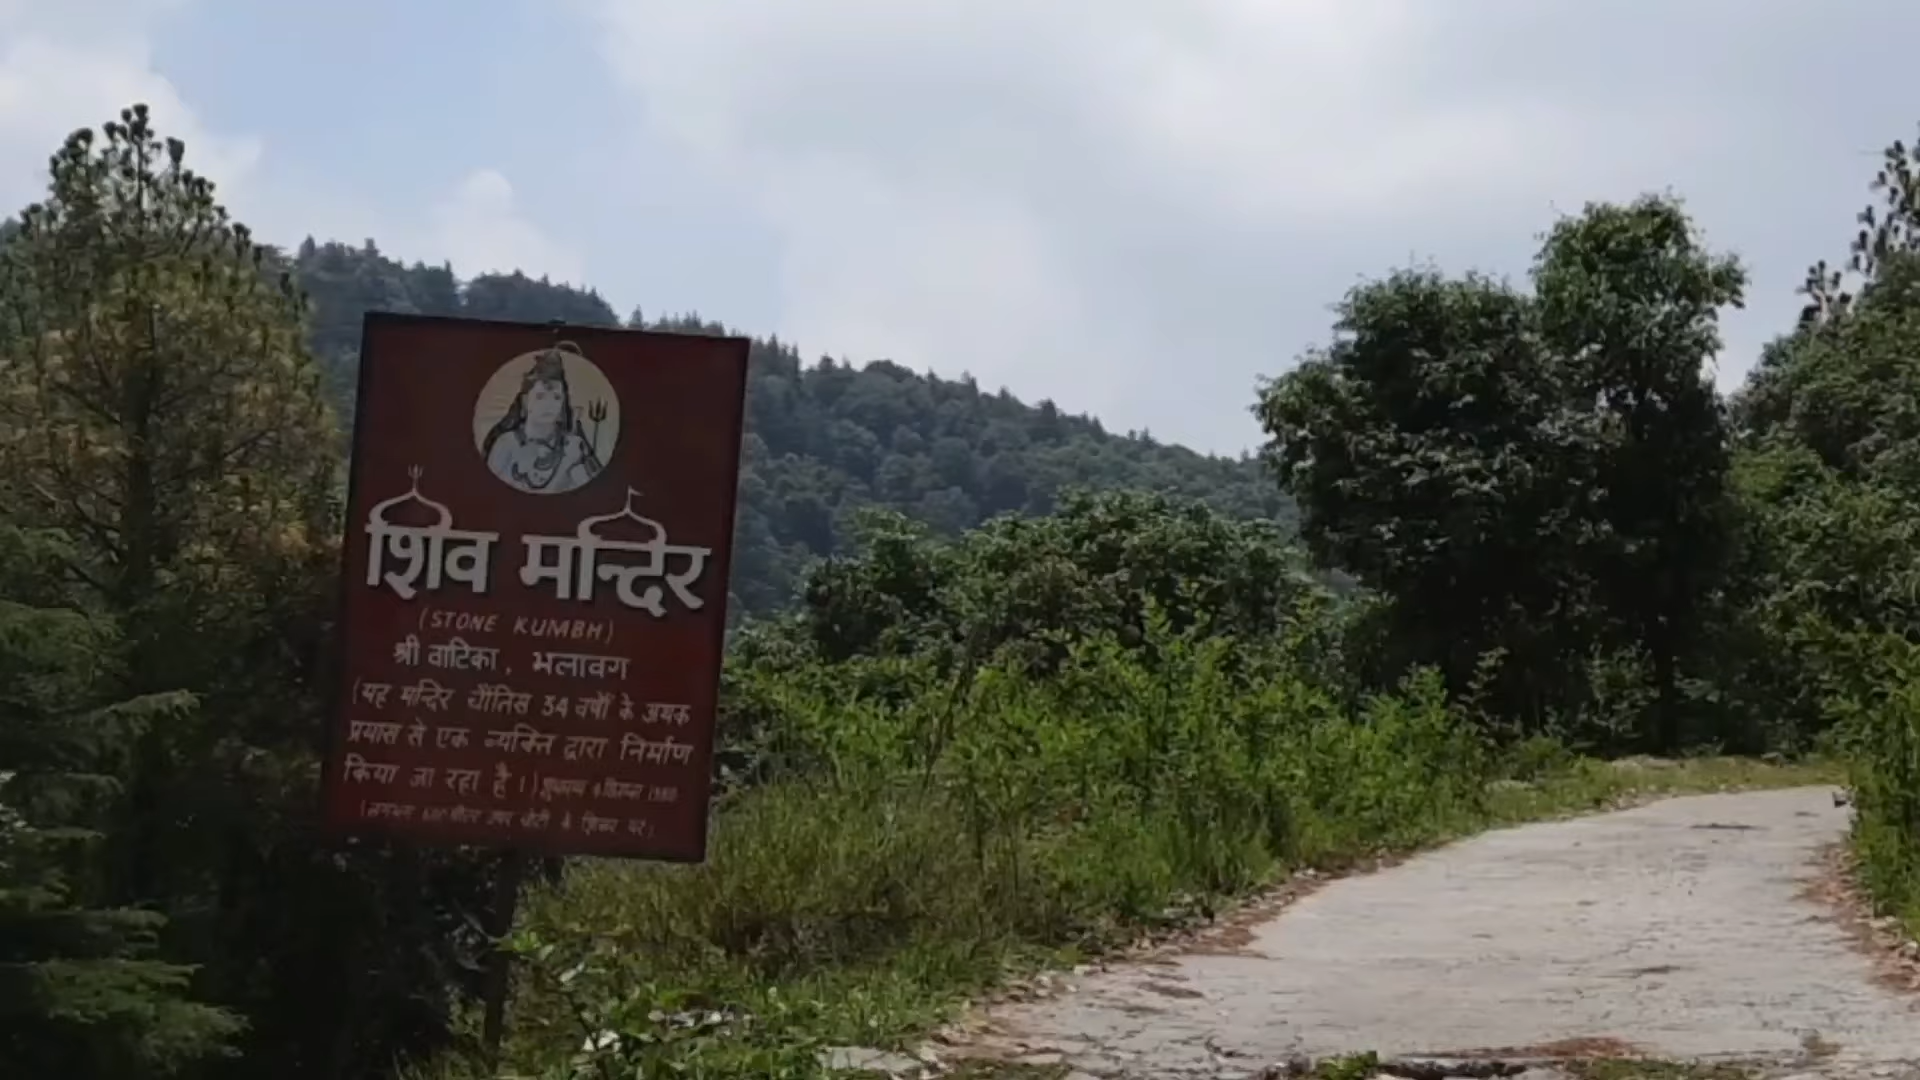 शिव मन्दिर
(STONE KUMBH)
श्री वाटिका, भलावग
(यह मन्दिर चौंतिस 34 वर्षों के अथक
प्रयास से एक व्यक्ति द्वारा निर्माण
किया जा रहा है।)